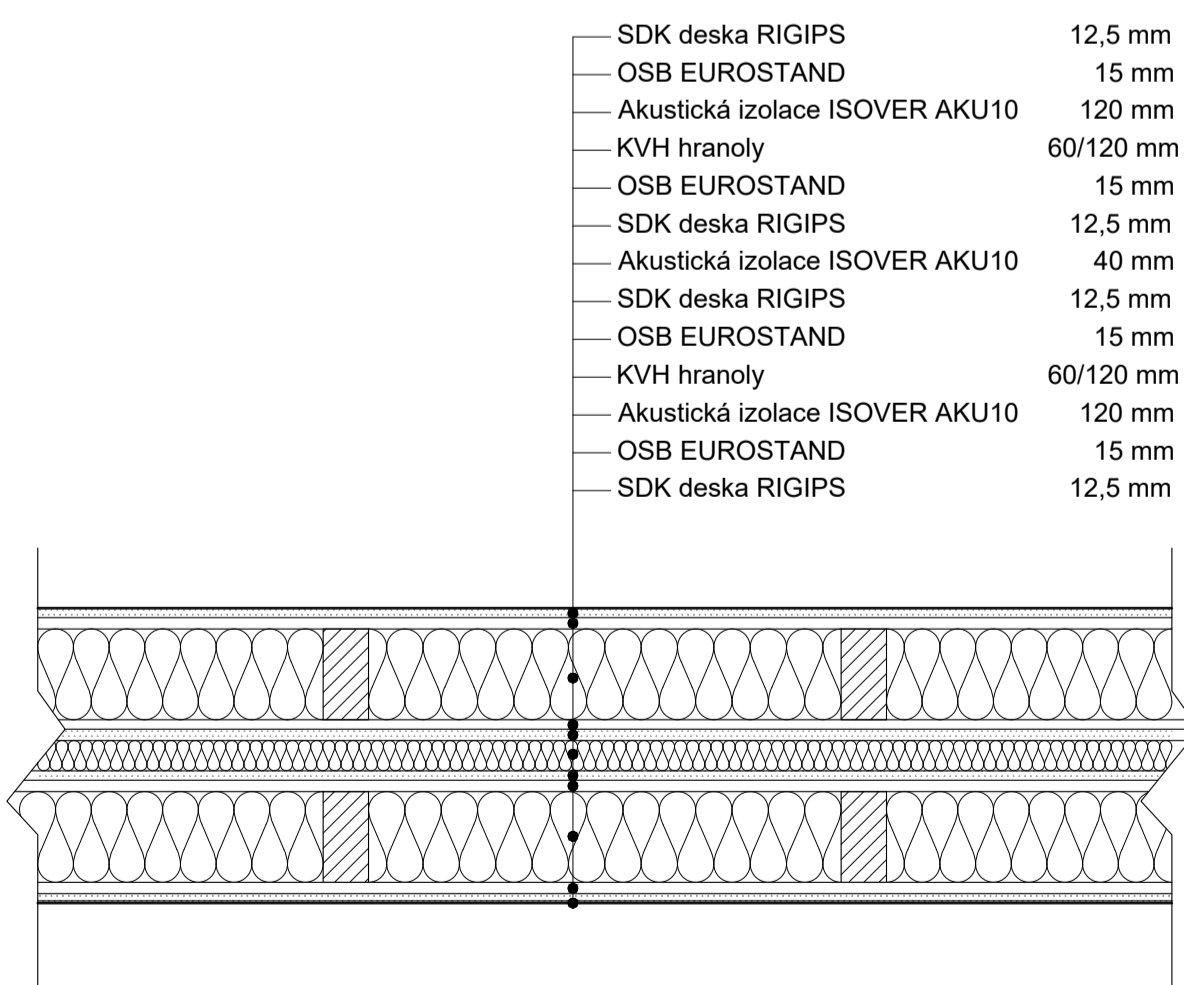 SDK deska RIGIPS 12,5 mm
OSB EUROSTAND 15 mm
Akustická izolace ISOVER AKU10 120 mm
KVH hranoly 60/120 mm
OSB EUROSTAND 15 mm
SDK deska RIGIPS 12,5 mm
Akustická izolace ISOVER AKU10 40 mm
SDK deska RIGIPS 12,5 mm
OSB EUROSTAND 15 mm
KVH hranoly 60/120 mm
Akustická izolace ISOVER AKU10 120 mm
OSB EUROSTAND 15 mm
SDK deska RIGIPS 12,5 mm